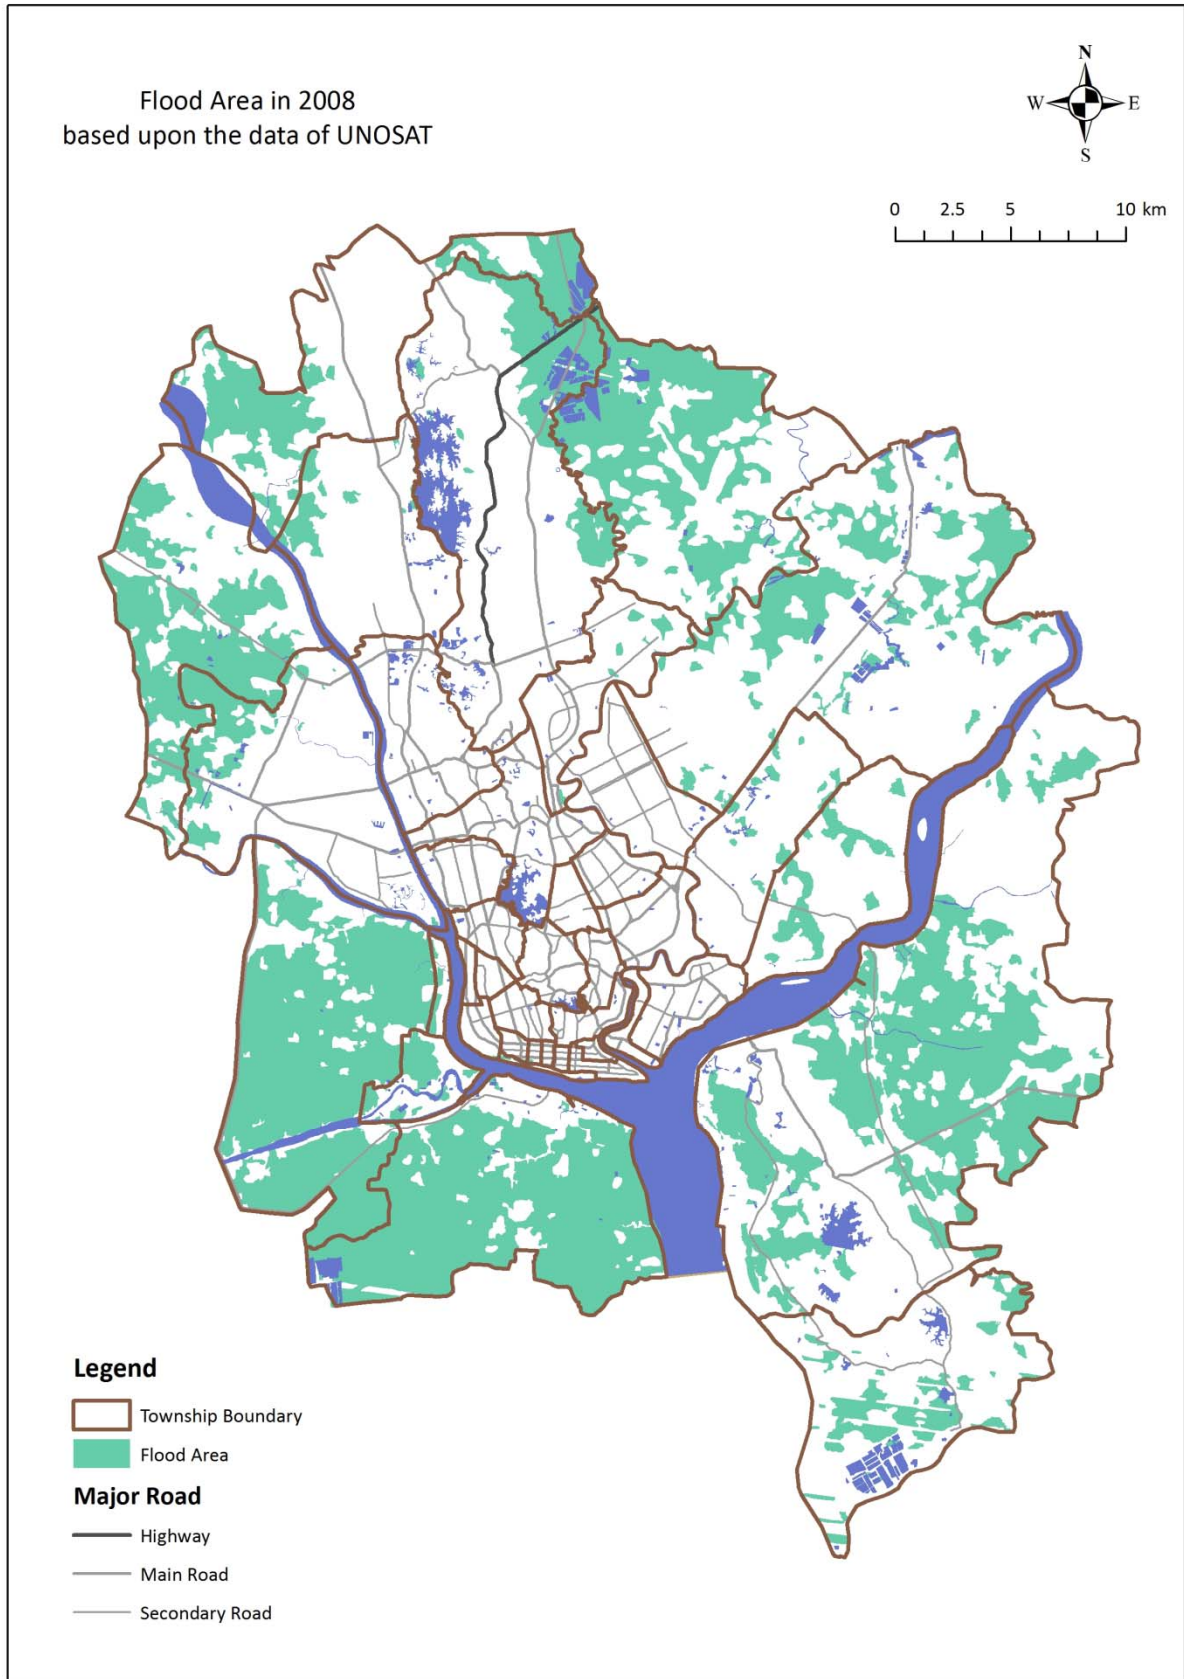 Flood Area in 2008
based upon the data of UNOSAT
N
W E
S
0 2.5 5 10 km
Legend
Township Boundary
Flood Area
Major Road
Highway
Main Road
Secondary Road